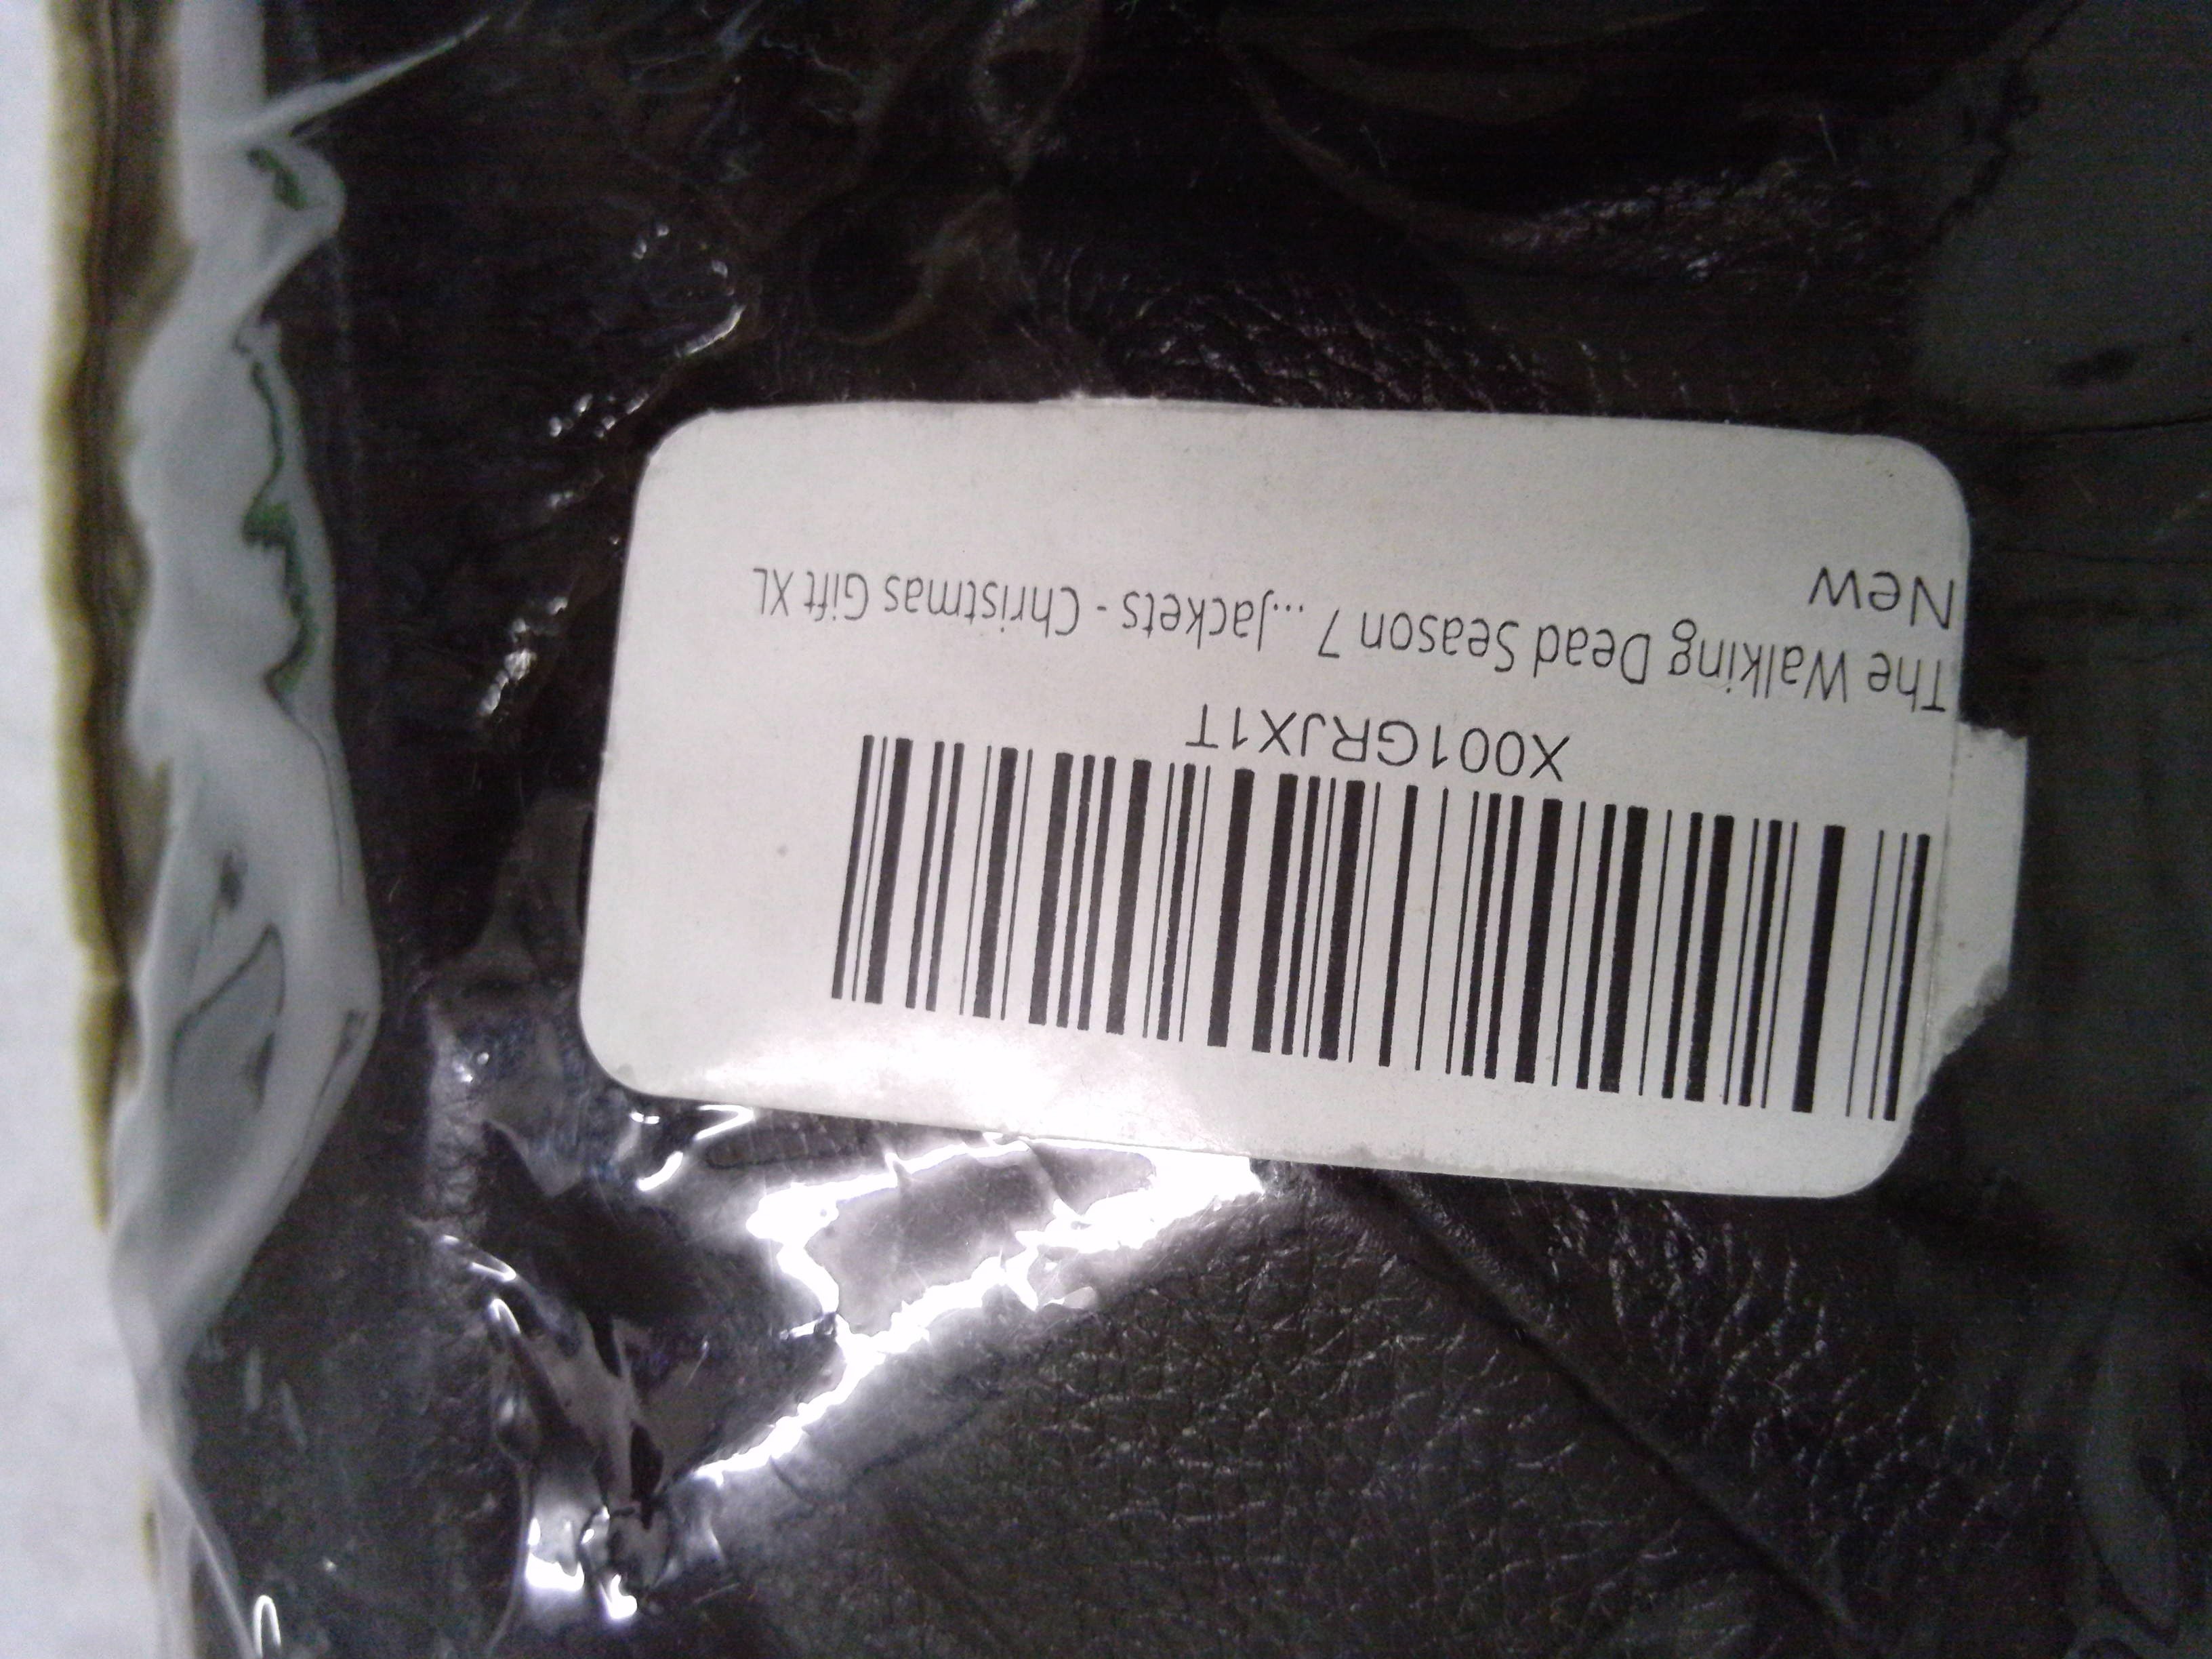 X001GRJX1T
The Walking Dead Season 7 ...Jackets - Christmas Gift XL
New